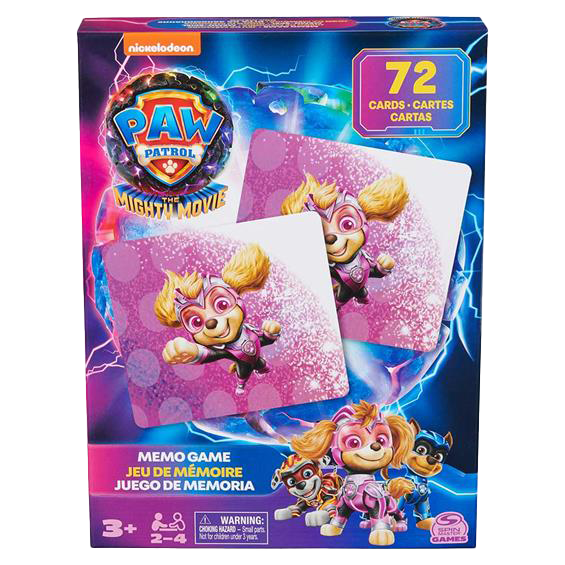 nickelodeon
PAW
PATROL
THE
MIGHTY MOVIE
72
CARDS • CARTES
CARTAS
MEMO GAME
JEU DE MÉMOIRE
JUEGO DE MEMORIA
3+
2-4
WARNING:
CHOKING HAZARD – Small parts.
Not for children under 3 years.
SPIN
MASTER
GAMES